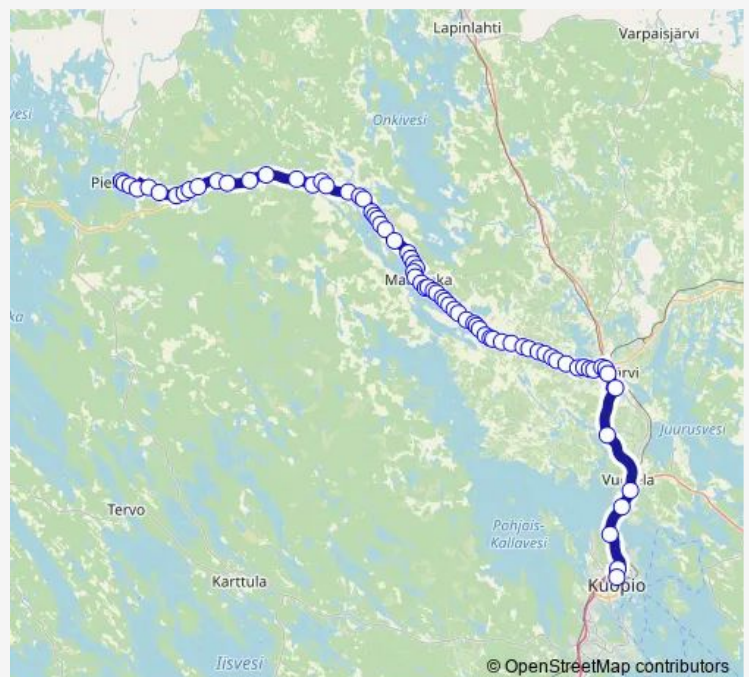 Lapinlahti
Varpaisjärvi
vesi
Onkivesi
Pie
Ma
ka
ka
järvi
Juurusvesi
Vu
la
Tervo
Pohjois-
Kallavesi
Karttula
Kuopio
Iisvesi
© OpenStreetMap contributors